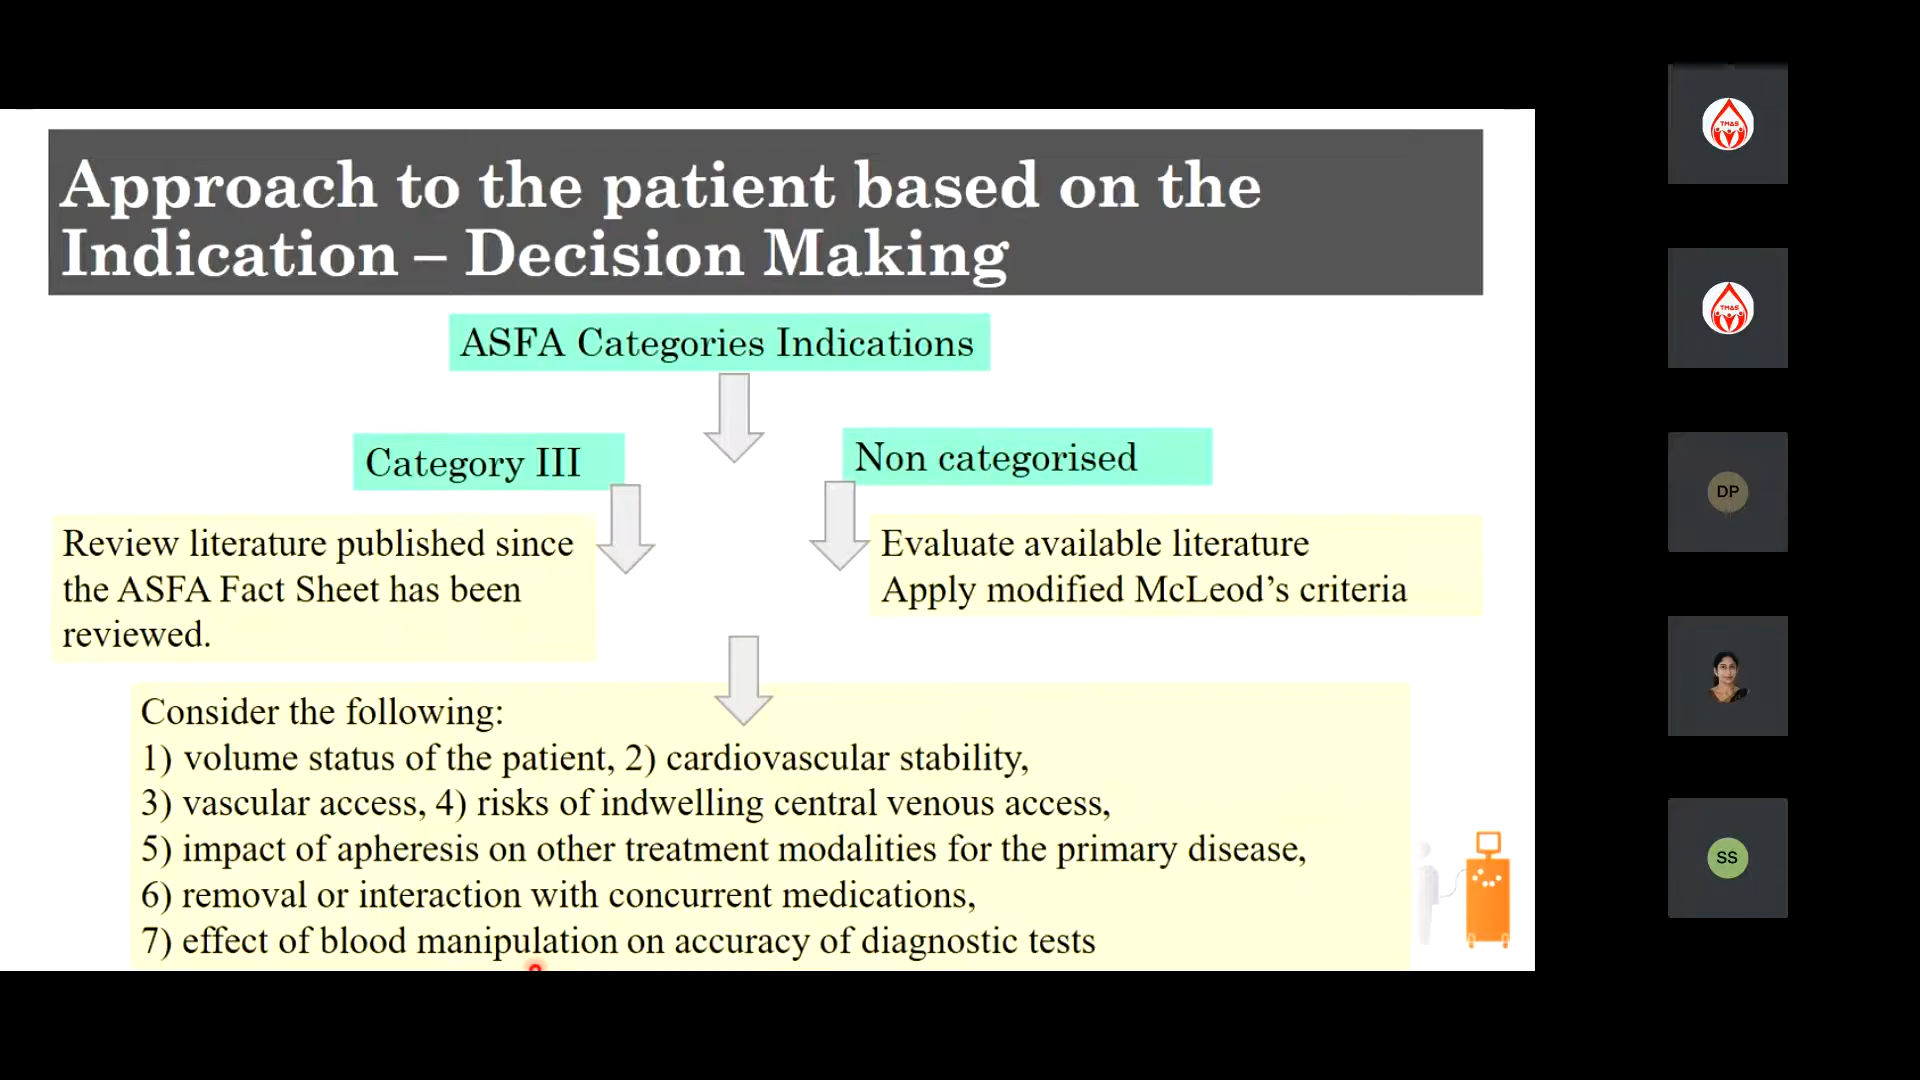 Approach to the patient based on the
Indication – Decision Making
ASFA Categories Indications
Category III
Non categorised
Review literature published since
the ASFA Fact Sheet has been
reviewed.
Evaluate available literature
Apply modified McLeod’s criteria
Consider the following:
1) volume status of the patient, 2) cardiovascular stability,
3) vascular access, 4) risks of indwelling central venous access,
5) impact of apheresis on other treatment modalities for the primary disease,
6) removal or interaction with concurrent medications,
7) effect of blood manipulation on accuracy of diagnostic tests
TMAS
TMAS
DP
SS